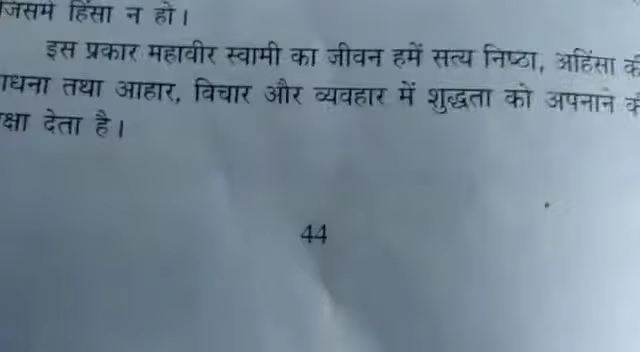 जिसमें हिंसा न हो।
इस प्रकार महावीर स्वामी का जीवन हमें सत्य निष्ठा, अहिंसा की
ाधना तथा आहार, विचार और व्यवहार में शुद्धता को अपनाने की
क्षा देता है।
44